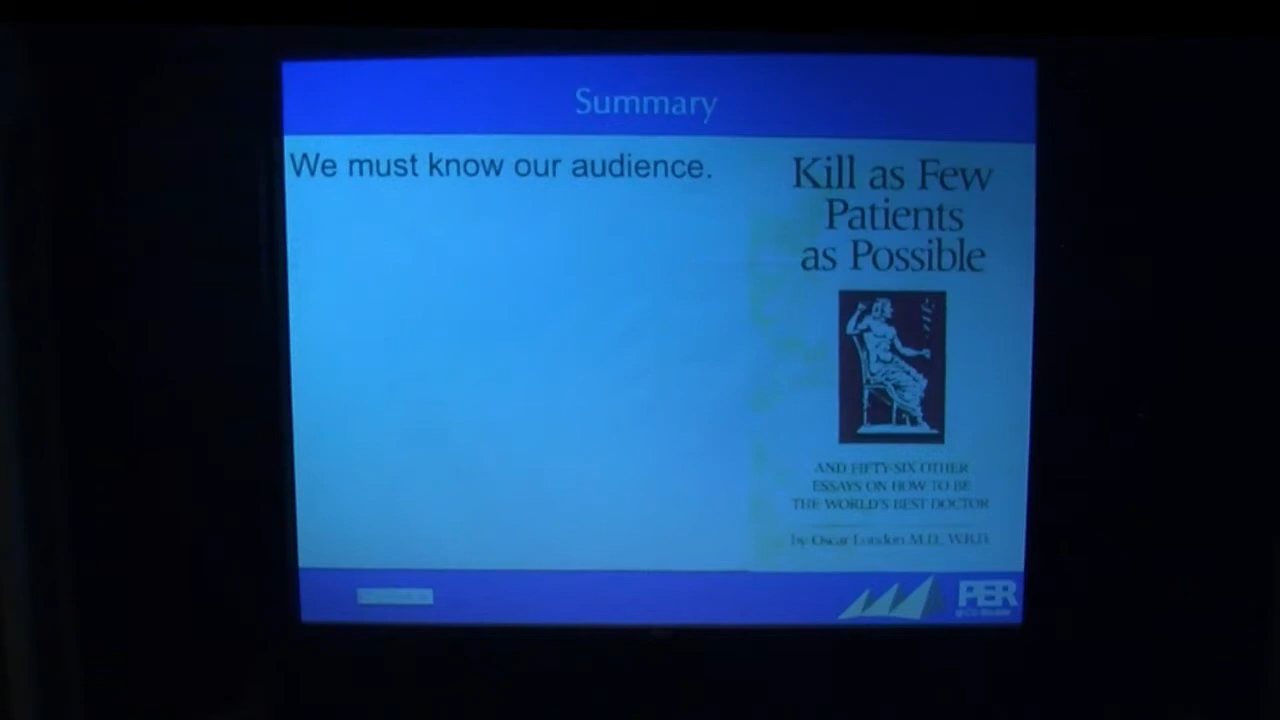 Summary
We must know our audience.
Kill as Few
Patients
as Possible
AND FIFTY-SIX OTHER
ESSAYS ON HOW TO BE
THE WORLD'S BEST DOCTOR
by Oscar London M.D., W.B.D.
PER